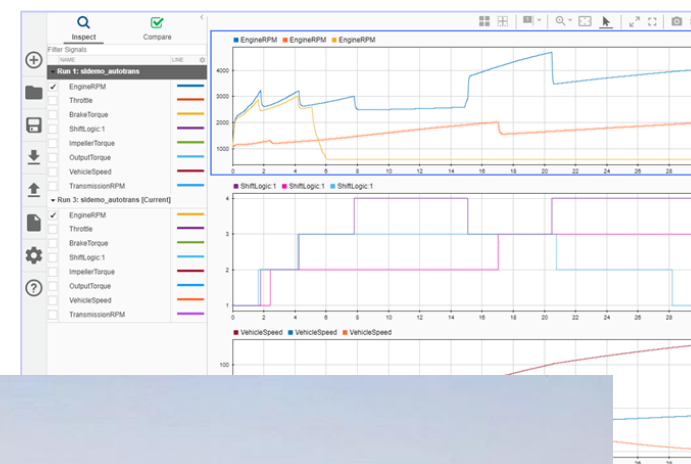 Inspect
Compare
Filter Signals
NAME LINE
Run 1: sldemo_autotrans
EngineRPM
Throttle
BrakeTorque
ShiftLogic:1
ImpellerTorque
OutputTorque
VehicleSpeed
TransmissionRPM
Run 3: sldemo_autotrans [Current]
EngineRPM
Throttle
BrakeTorque
ShiftLogic:1
ImpellerTorque
OutputTorque
VehicleSpeed
TransmissionRPM
EngineRPM EngineRPM EngineRPM
4000
3000
2000
1000
0 2 4 6 8 10 12 14 16 18 20 22 24 26 28
ShiftLogic:1 ShiftLogic:1 ShiftLogic:1
4
3
2
1
0 2 4 6 8 10 12 14 16 18 20 22 24 26 28
VehicleSpeed VehicleSpeed VehicleSpeed
100